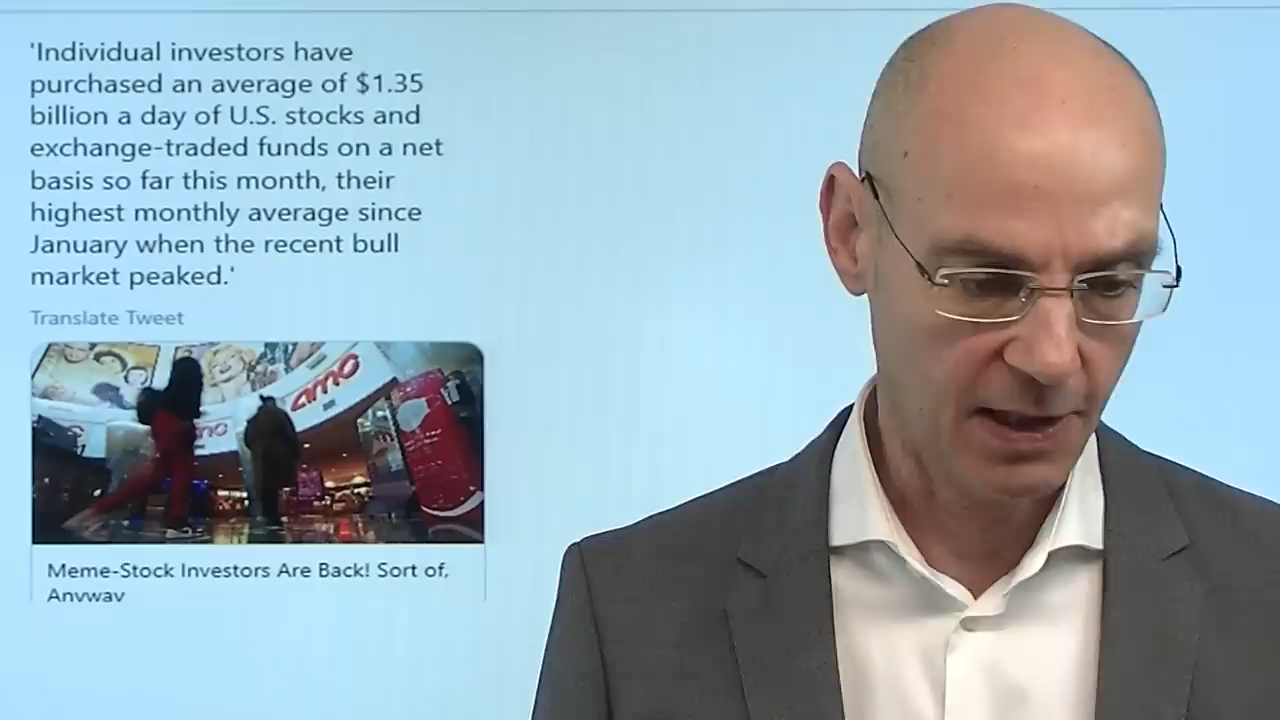 'Individual investors have
purchased an average of $1.35
billion a day of U.S. stocks and
exchange-traded funds on a net
basis so far this month, their
highest monthly average since
January when the recent bull
market peaked.'
Translate Tweet
amc
Meme-Stock Investors Are Back! Sort of,
Anyway